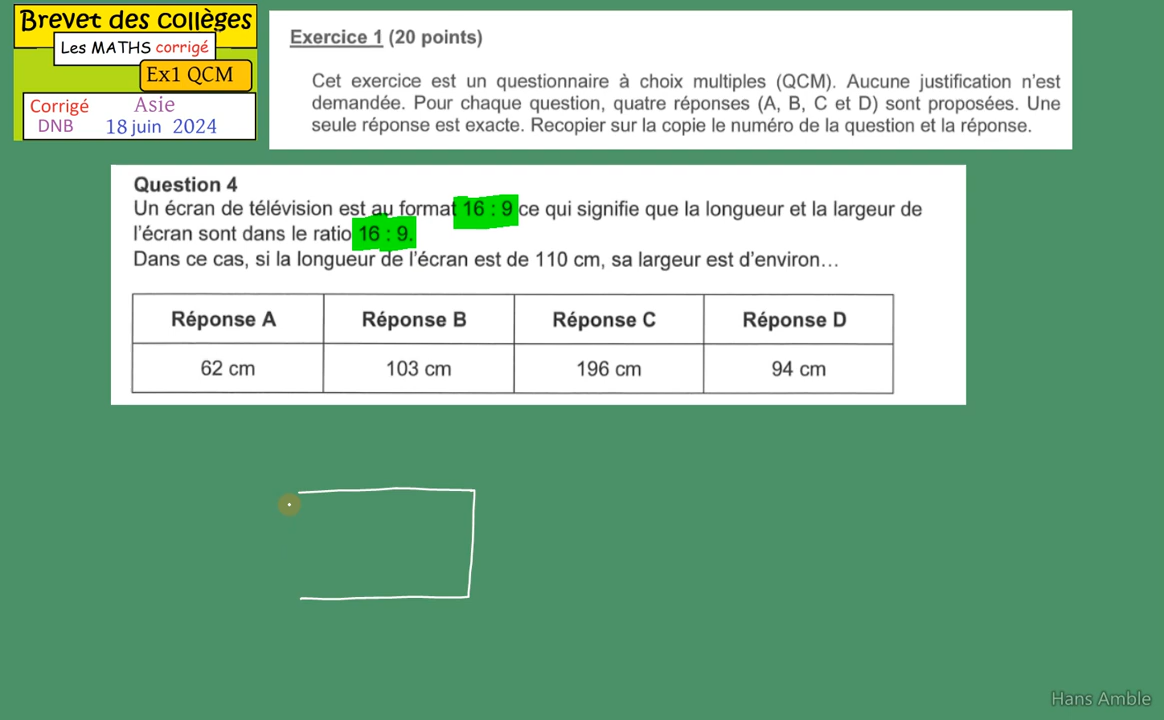 Brevet des collèges
Les MATHS corrigé
Ex1 QCM
Corrigé Asie
DNB 18 juin 2024
Exercice 1 (20 points)
Cet exercice est un questionnaire à choix multiples (QCM). Aucune justification n'est
demandée. Pour chaque question, quatre réponses (A, B, C et D) sont proposées. Une
seule réponse est exacte. Recopier sur la copie le numéro de la question et la réponse.
Question 4
Un écran de télévision est au format 16 : 9 ce qui signifie que la longueur et la largeur de
l'écran sont dans le ratio 16 : 9.
Dans ce cas, si la longueur de l'écran est de 110 cm, sa largeur est d'environ…
Réponse A Réponse B Réponse C Réponse D
62 cm 103 cm 196 cm 94 cm
Hans Amble